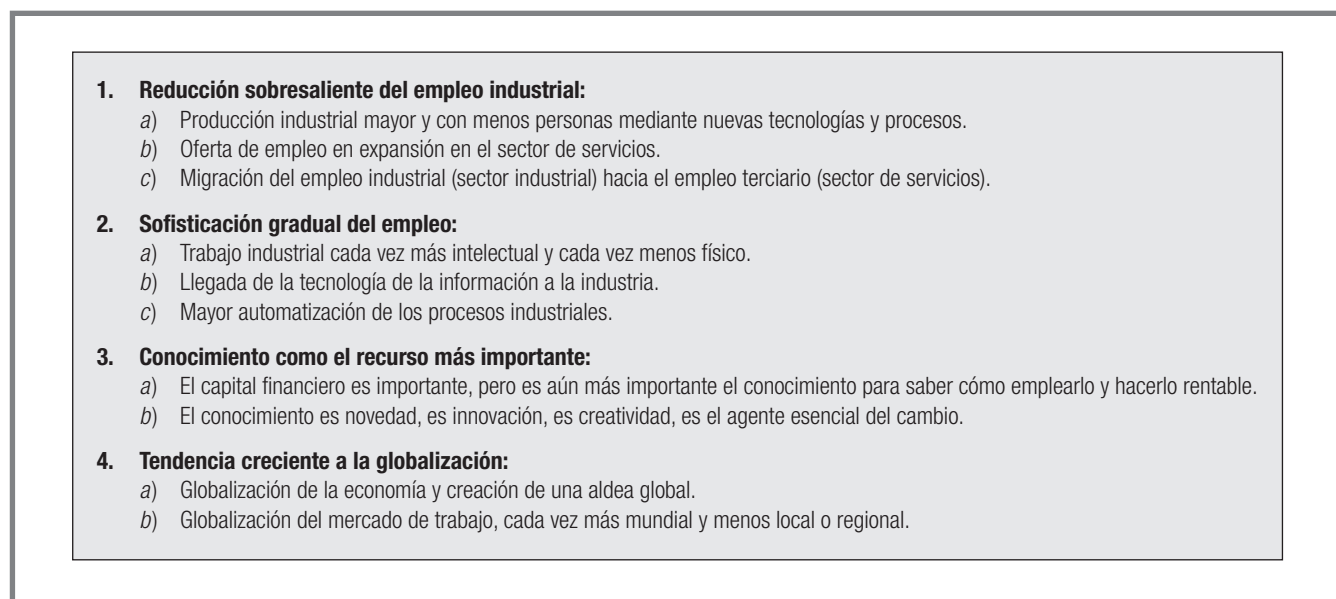 1. Reducción sobresaliente del empleo industrial:
a) Producción industrial mayor y con menos personas mediante nuevas tecnologías y procesos.
b) Oferta de empleo en expansión en el sector de servicios.
c) Migración del empleo industrial (sector industrial) hacia el empleo terciario (sector de servicios).
2. Sofisticación gradual del empleo:
a) Trabajo industrial cada vez más intelectual y cada vez menos físico.
b) Llegada de la tecnología de la información a la industria.
c) Mayor automatización de los procesos industriales.
3. Conocimiento como el recurso más importante:
a) El capital financiero es importante, pero es aún más importante el conocimiento para saber cómo emplearlo y hacerlo rentable.
b) El conocimiento es novedad, es innovación, es creatividad, es el agente esencial del cambio.
4. Tendencia creciente a la globalización:
a) Globalización de la economía y creación de una aldea global.
b) Globalización del mercado de trabajo, cada vez más mundial y menos local o regional.